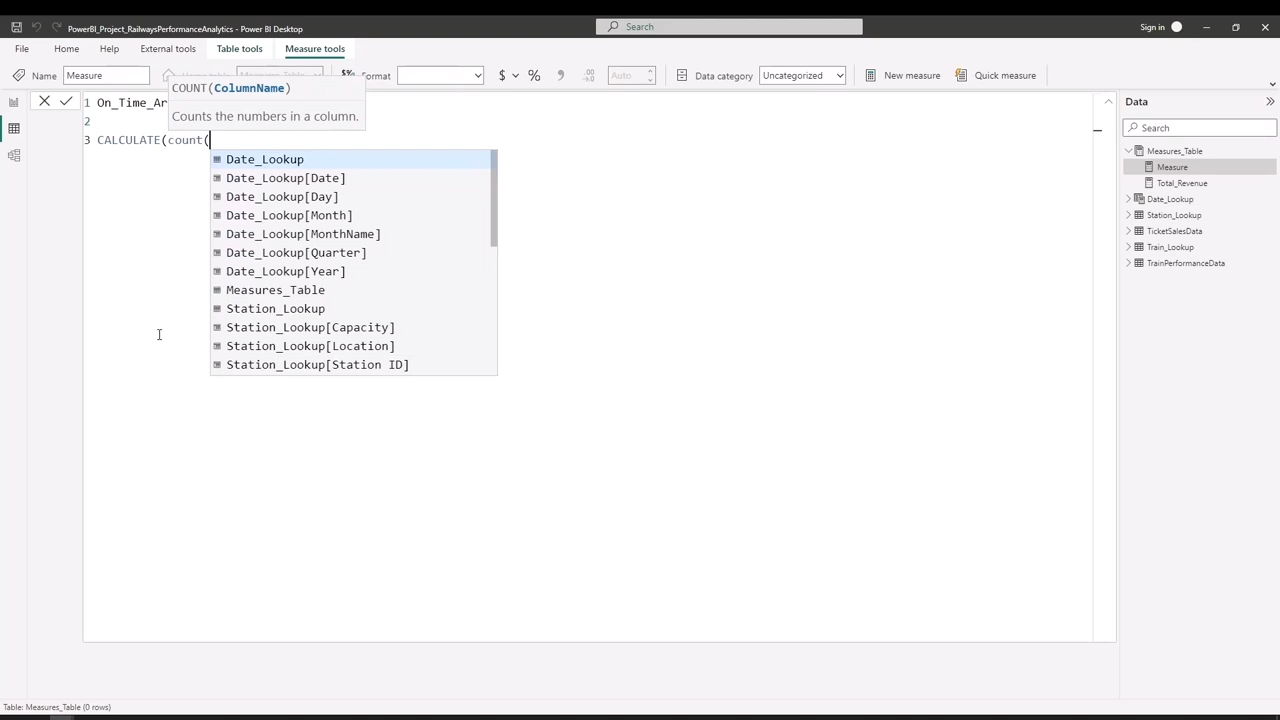 PowerBI_Project_RailwaysPerformanceAnalytics - Power BI Desktop
Search
Sign in
File
Home
Help
External tools
Table tools
Measure tools
Name
Measure
Format
$
%
Auto
Data category
Uncategorized
New measure
Quick measure
COUNT(ColumnName)
Counts the numbers in a column.
1 On_Time_Ar
2
3 CALCULATE(count(
Date_Lookup
Date_Lookup[Date]
Date_Lookup[Day]
Date_Lookup[Month]
Date_Lookup[MonthName]
Date_Lookup[Quarter]
Date_Lookup[Year]
Measures_Table
Station_Lookup
Station_Lookup[Capacity]
Station_Lookup[Location]
Station_Lookup[Station ID]
Data
Search
Measures_Table
Measure
Total_Revenue
Date_Lookup
Station_Lookup
TicketSalesData
Train_Lookup
TrainPerformanceData
Table: Measures_Table (0 rows)